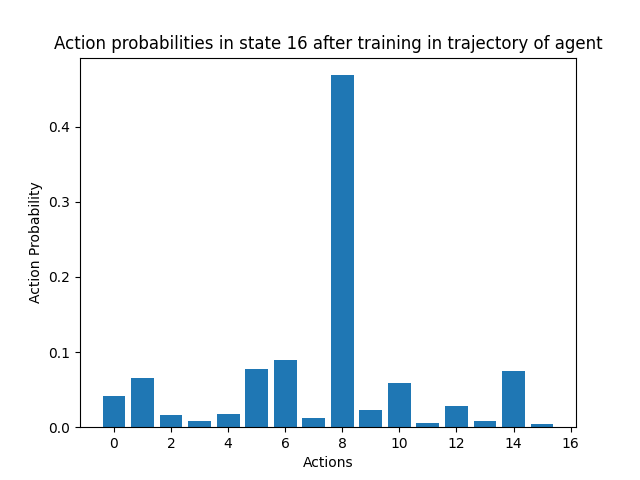 Action probabilities in state 16 after training in trajectory of agent
Action Probability
0.4
0.3
0.2
0.1
0.0
0 2 4 6 8 10 12 14 16
Actions